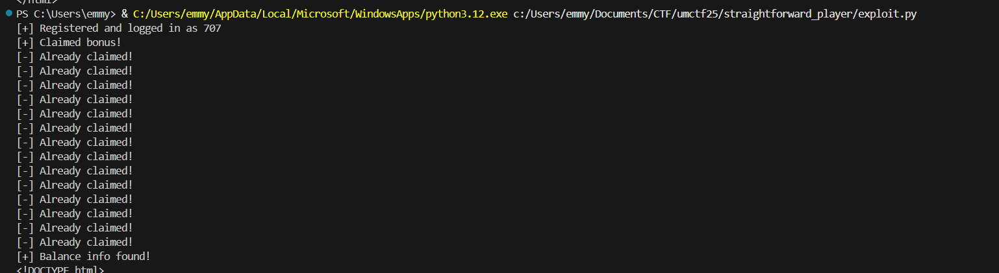 </html>
PS C:\Users\emmy> & C:/Users/emmy/AppData/Local/Microsoft/WindowsApps/python3.12.exe c:/Users/emmy/Documents/CTF/umctf25/straightforward_player/exploit.py
[+] Registered and logged in as 707
[+] Claimed bonus!
[-] Already claimed!
[-] Already claimed!
[-] Already claimed!
[-] Already claimed!
[-] Already claimed!
[-] Already claimed!
[-] Already claimed!
[-] Already claimed!
[-] Already claimed!
[-] Already claimed!
[-] Already claimed!
[-] Already claimed!
[-] Already claimed!
[-] Already claimed!
[+] Balance info found!
<!DOCTYPE html>